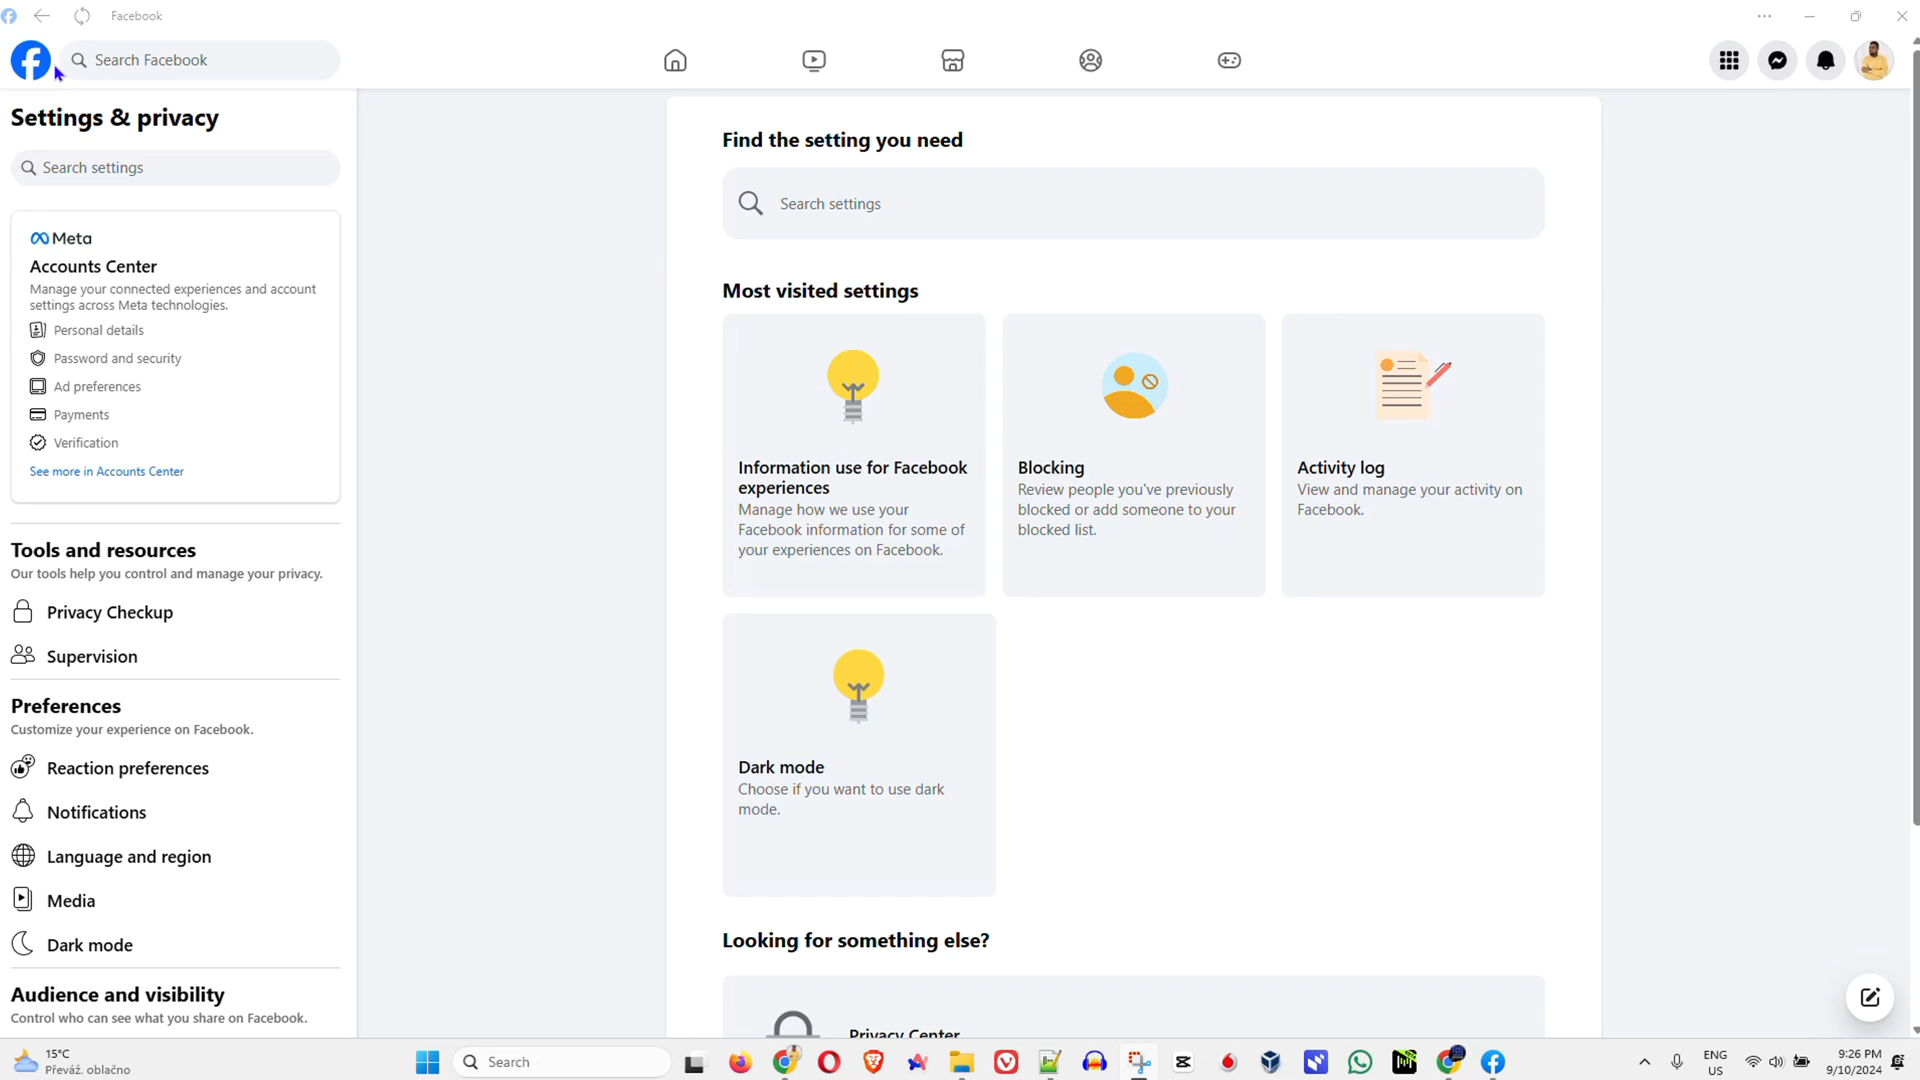 Facebook
Search Facebook
Settings & privacy
Search settings
Meta
Accounts Center
Manage your connected experiences and account
settings across Meta technologies.
Personal details
Password and security
Ad preferences
Payments
Verification
See more in Accounts Center
Tools and resources
Our tools help you control and manage your privacy.
Privacy Checkup
Supervision
Preferences
Customize your experience on Facebook.
Reaction preferences
Notifications
Language and region
Media
Dark mode
Audience and visibility
Control who can see what you share on Facebook.
Find the setting you need
Search settings
Most visited settings
Information use for Facebook
experiences
Manage how we use your
Facebook information for some of
your experiences on Facebook.
Blocking
Review people you've previously
blocked or add someone to your
blocked list.
Activity log
View and manage your activity on
Facebook.
Dark mode
Choose if you want to use dark
mode.
Looking for something else?
Privacy Center
15°C
Převáž. oblačno
Search
ENG
US
9:26 PM
9/10/2024